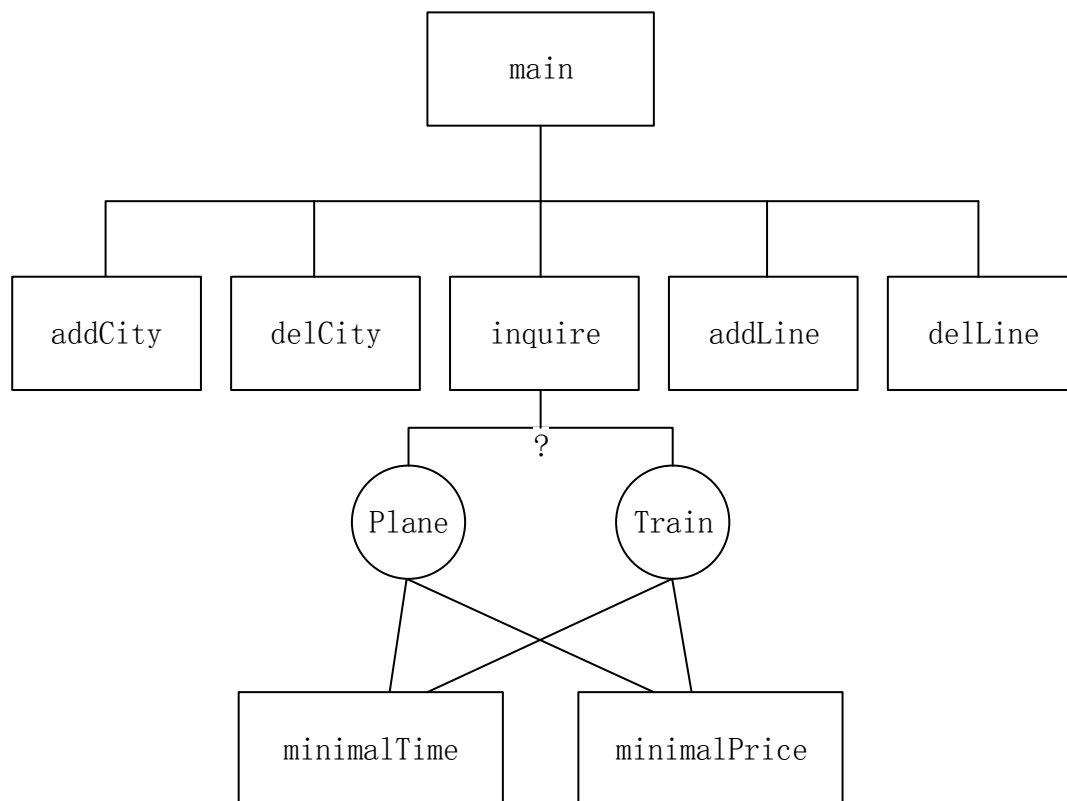 main
addCity
delCity
inquire
addLine
delLine
?
Plane
Train
minimalTime
minimalPrice